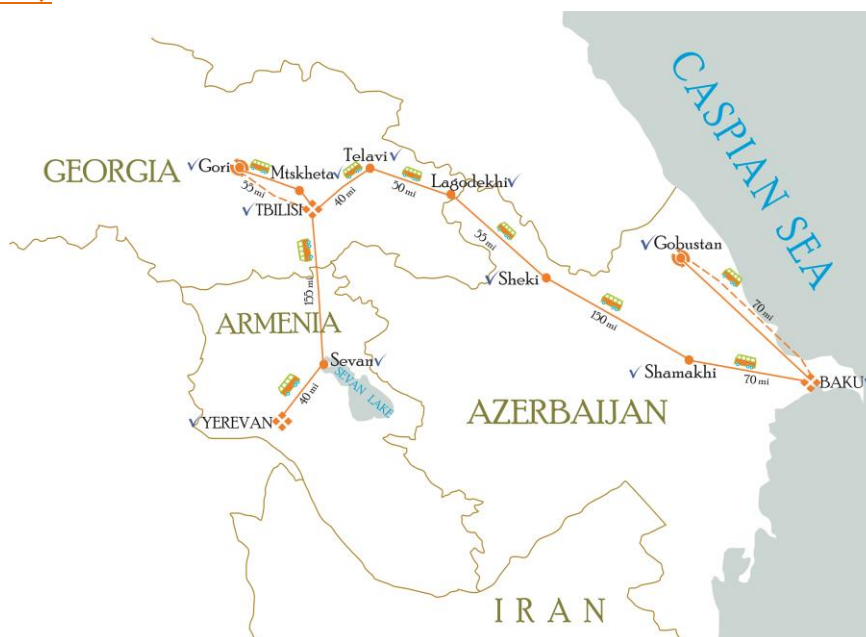 CASPIAN SEA
GEORGIA
Gori
Mtskheta
Telavi
Lagodekhi
55 mi
TBILISI
40 mi
50 mi
55 mi
Gobustan
Sheki
155 mi
150 mi
70 mi
ARMENIA
Sevan
SEVAN LAKE
40 mi
YEREVAN
Shamakhi
70 mi
BAKU
AZERBAIJAN
IRAN